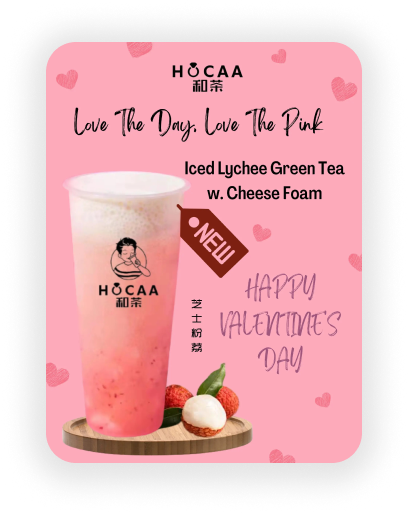 HOCAA
和茶
Love The Day, Love The Pink
Iced Lychee Green Tea
w. Cheese Foam
NEW
HOCAA
和茶
芝士粉荔
HAPPY
VALENTINE'S
DAY